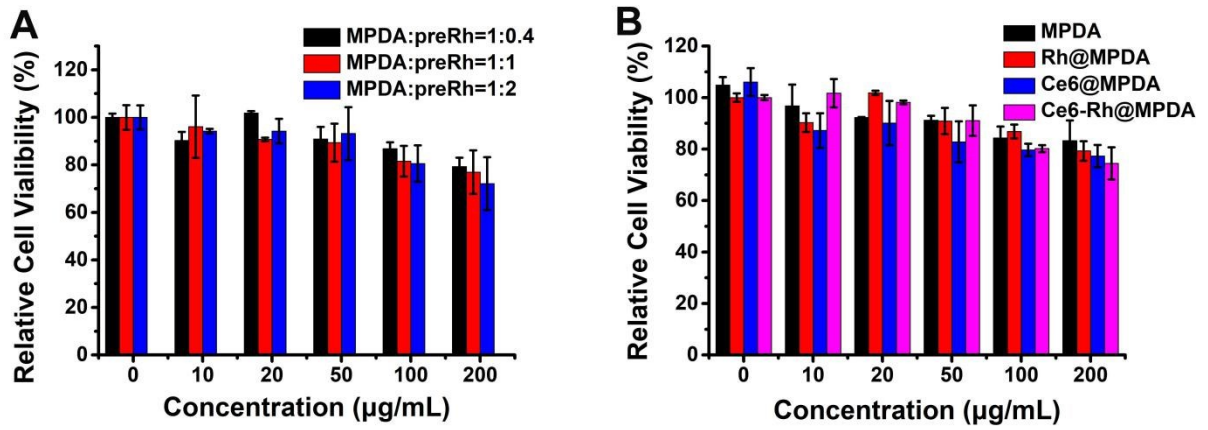 A
MPDA:preRh=1:0.4
MPDA:preRh=1:1
MPDA:preRh=1:2
Relative Cell Vialibility (%)
120
100
80
60
40
20
0
0 10 20 50 100 200
Concentration (μg/mL)
B
MPDA
Rh@MPDA
Ce6@MPDA
Ce6-Rh@MPDA
Relative Cell Viability (%)
120
100
80
60
40
20
0
0 10 20 50 100 200
Concentration (μg/mL)